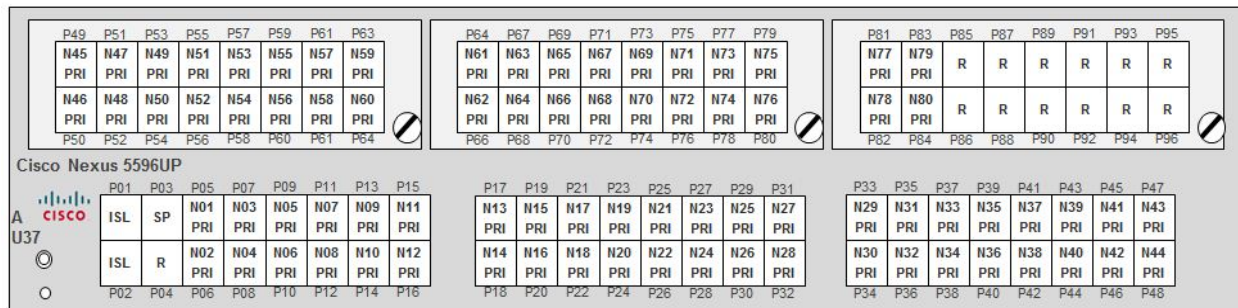 P49 P51 P53 P55 P57 P59 P61 P63 P64 P67 P69 P71 P73 P75 P77 P79 P81 P83 P85 P87 P89 P91 P93 P95
N45 N47 N49 N51 N53 N55 N57 N59 N61 N63 N65 N67 N69 N71 N73 N75 N77 N79 R R R R R R
PRI PRI PRI PRI PRI PRI PRI PRI PRI PRI PRI PRI PRI PRI PRI PRI PRI PRI
N46 N48 N50 N52 N54 N56 N58 N60 N62 N64 N66 N68 N70 N72 N74 N76 N78 N80 R R R R R R
PRI PRI PRI PRI PRI PRI PRI PRI PRI PRI PRI PRI PRI PRI PRI PRI PRI PRI
P50 P52 P54 P56 P58 P60 P61 P64 P66 P68 P70 P72 P74 P76 P78 P80 P82 P84 P86 P88 P90 P92 P94 P96
Cisco Nexus 5596UP
P01 P03 P05 P07 P09 P11 P13 P15 P17 P19 P21 P23 P25 P27 P29 P31 P33 P35 P37 P39 P41 P43 P45 P47
A CISCO ISL SP N01 N03 N05 N07 N09 N11 N13 N15 N17 N19 N21 N23 N25 N27 N29 N31 N33 N35 N37 N39 N41 N43
PRI PRI PRI PRI PRI PRI PRI PRI PRI PRI PRI PRI PRI PRI PRI PRI PRI PRI PRI PRI PRI PRI
U37 ISL R N02 N04 N06 N08 N10 N12 N14 N16 N18 N20 N22 N24 N26 N28 N30 N32 N34 N36 N38 N40 N42 N44
PRI PRI PRI PRI PRI PRI PRI PRI PRI PRI PRI PRI PRI PRI PRI PRI PRI PRI PRI PRI PRI PRI
P02 P04 P06 P08 P10 P12 P14 P16 P18 P20 P22 P24 P26 P28 P30 P32 P34 P36 P38 P40 P42 P44 P46 P48